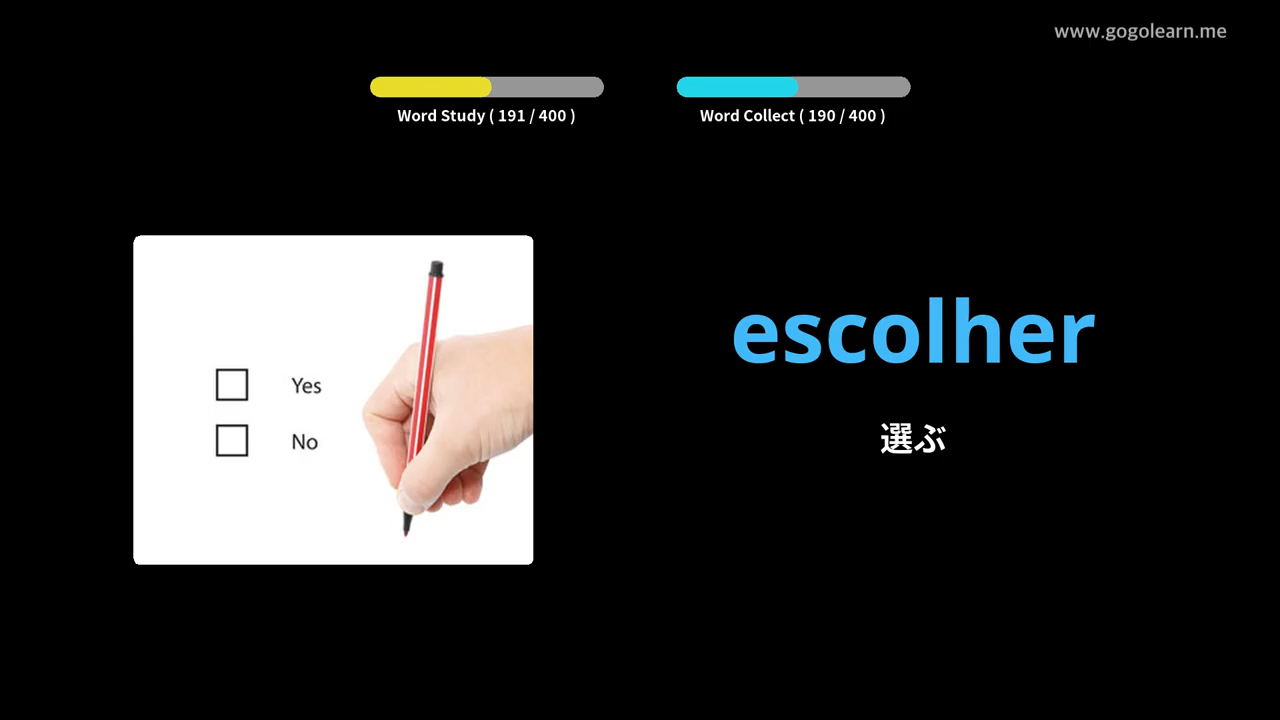 www.gogolearn.me
Word Study ( 191 / 400 )
Word Collect ( 190 / 400 )
Yes
No
escolher
選ぶ